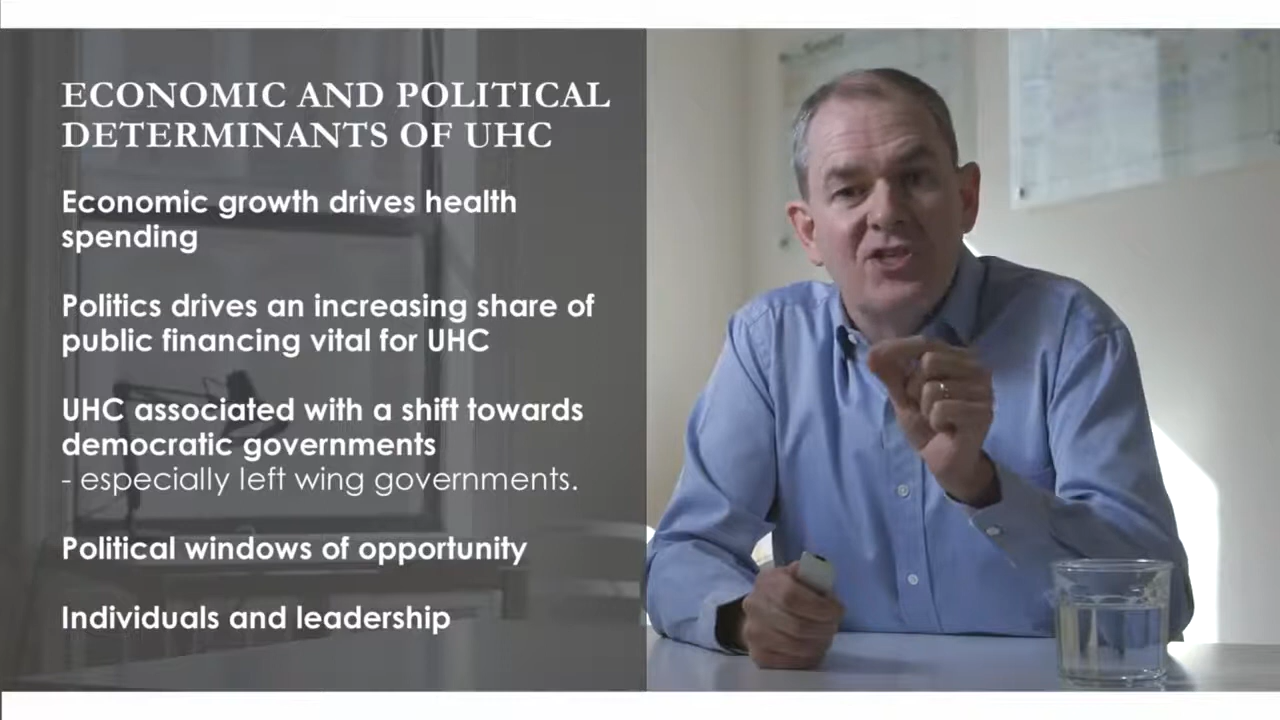 ECONOMIC AND POLITICAL
DETERMINANTS OF UHC
Economic growth drives health
spending
Politics drives an increasing share of
public financing vital for UHC
UHC associated with a shift towards
democratic governments
- especially left wing governments.
Political windows of opportunity
Individuals and leadership